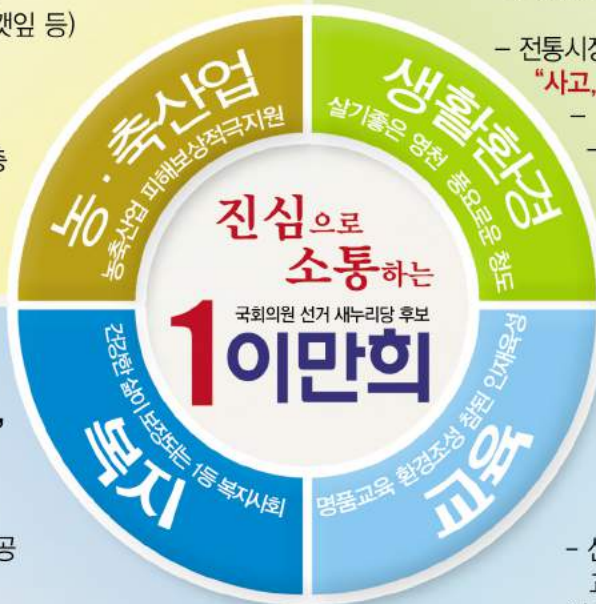 깻잎 등)
– 전통시장
“사고,
농·축산업
농축산업 피해보상적극지원
생활환경
살기좋은 영천 풍요로운 청도
진심으로
소통하는
국회의원 선거 새누리당 후보
1 이만희
건강한 삶이 보장되는 1등 복지사회
복지
명품교육 환경조성 참된 인재육성
교육
공